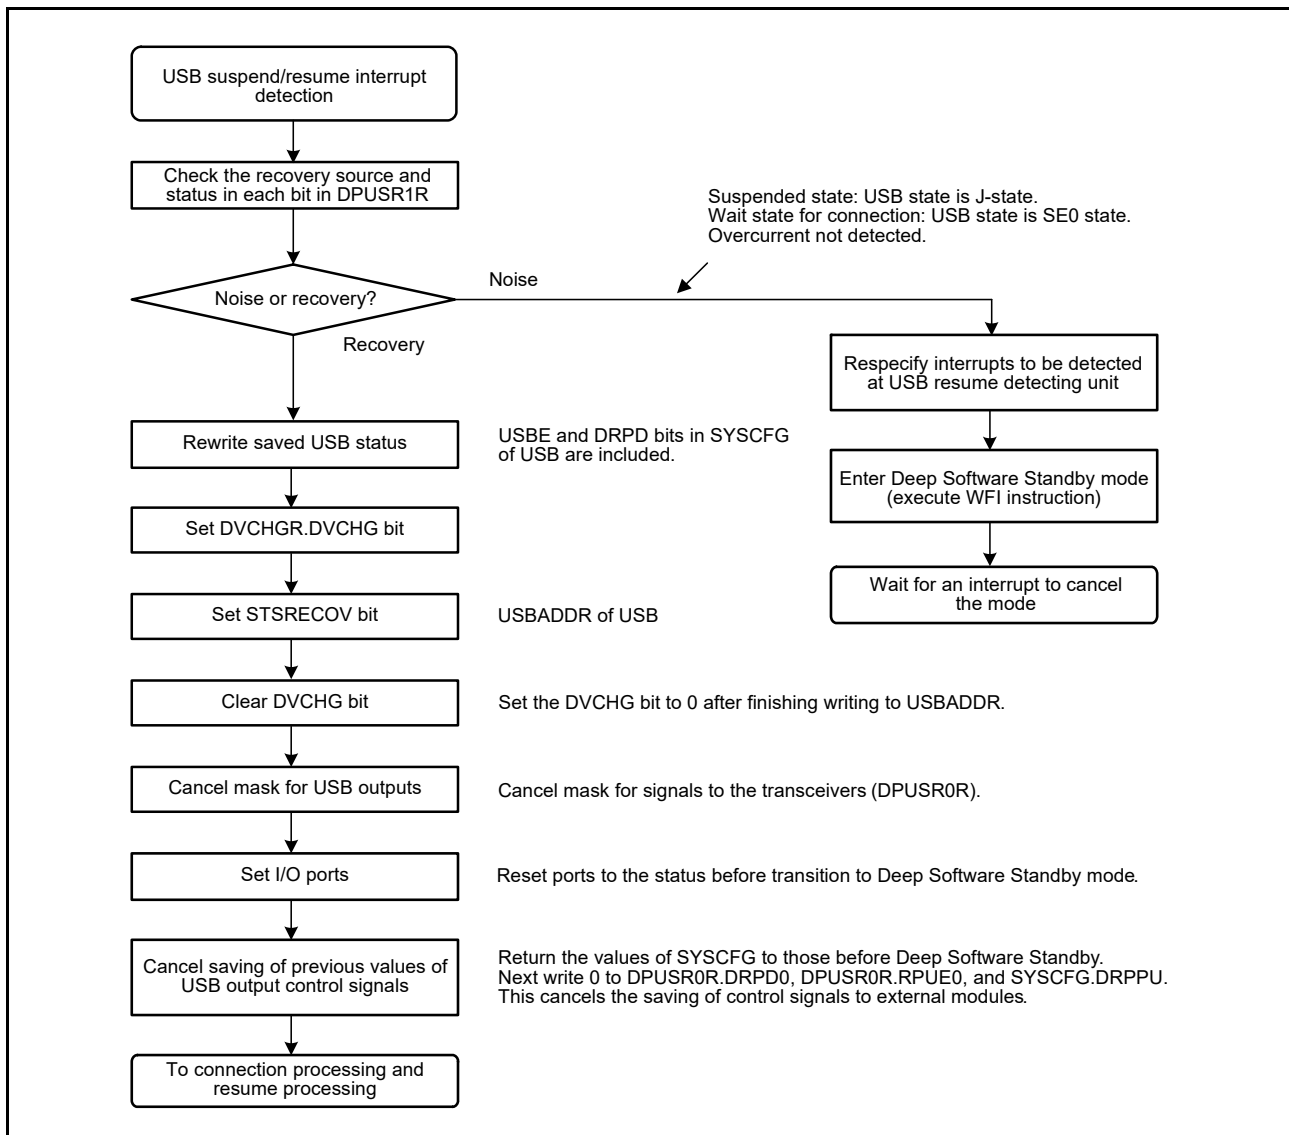 USB suspend/resume interrupt
detection
Check the recovery source and
status in each bit in DPUSR1R
Suspended state: USB state is J-state.
Wait state for connection: USB state is SE0 state.
Overcurrent not detected.
Noise or recovery?
Noise
Recovery
Respecify interrupts to be detected
at USB resume detecting unit
Enter Deep Software Standby mode
(execute WFI instruction)
Wait for an interrupt to cancel
the mode
Rewrite saved USB status
USBE and DRPD bits in SYSCFG
of USB are included.
Set DVCHGR.DVCHG bit
Set STSRECOV bit
USBADDR of USB
Clear DVCHG bit
Set the DVCHG bit to 0 after finishing writing to USBADDR.
Cancel mask for USB outputs
Cancel mask for signals to the transceivers (DPUSR0R).
Set I/O ports
Reset ports to the status before transition to Deep Software Standby mode.
Cancel saving of previous values of
USB output control signals
Return the values of SYSCFG to those before Deep Software Standby.
Next write 0 to DPUSR0R.DRPD0, DPUSR0R.RPUE0, and SYSCFG.DRPPU.
This cancels the saving of control signals to external modules.
To connection processing and
resume processing